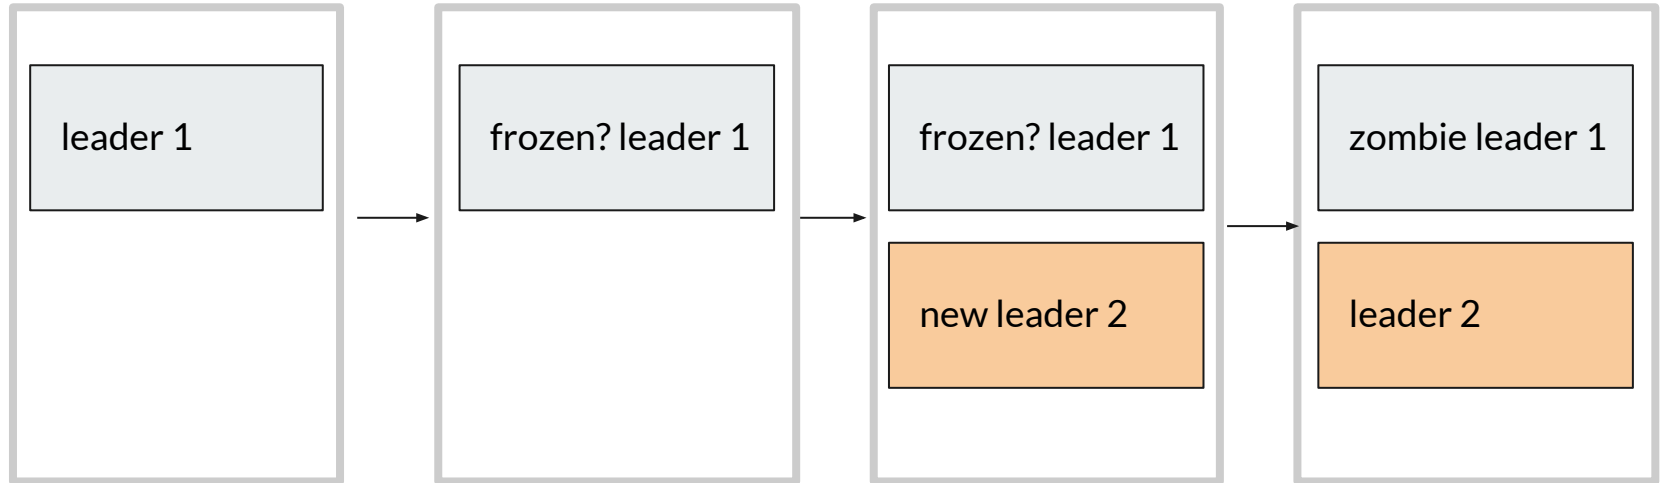 leader 1
frozen? leader 1
frozen? leader 1
new leader 2
zombie leader 1
leader 2